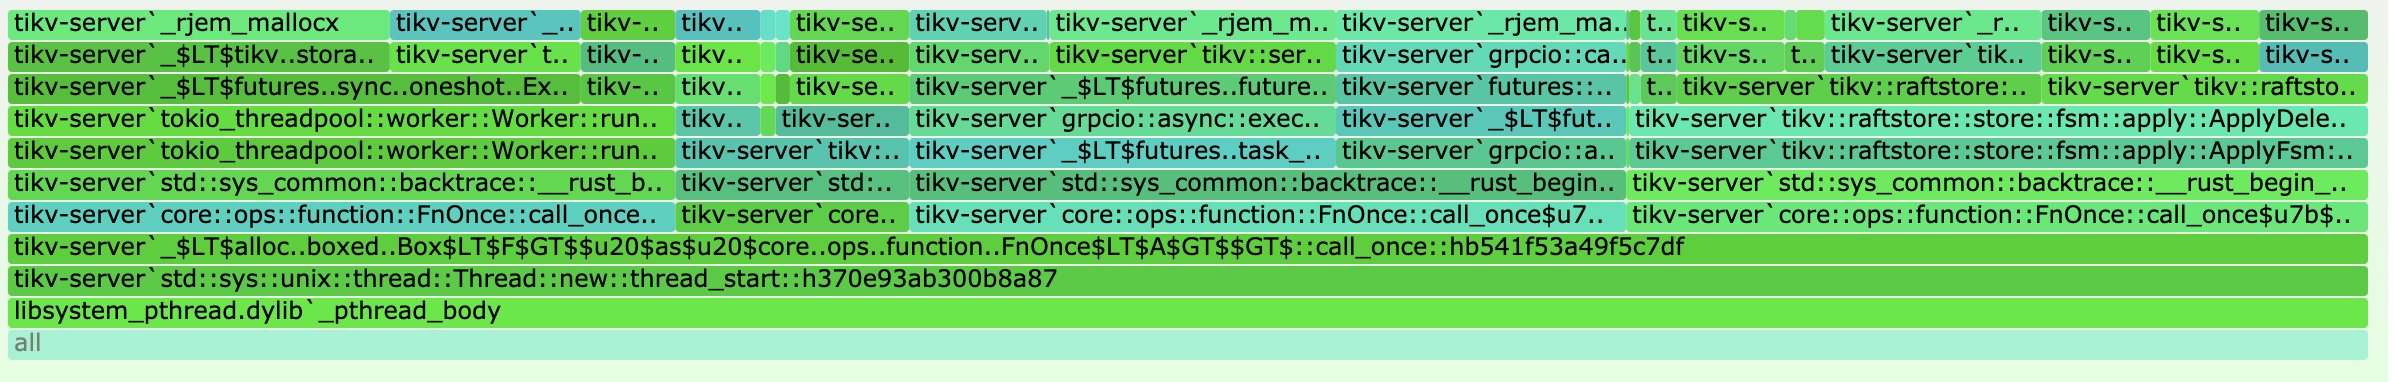 tikv-server`_rjem_mallocx tikv-server`_.. tikv-.. tikv.. tikv-se.. tikv-serv.. tikv-server`_rjem_m.. tikv-server`_rjem_ma.. t.. tikv-s.. tikv-server`_r.. tikv-s.. tikv-s.. tikv-s..
tikv-server`_$LT$tikv..stora.. tikv-server`t.. tikv-.. tikv.. tikv-se.. tikv-serv.. tikv-server`tikv::ser.. tikv-server`grpcio::ca.. t.. tikv-s.. t.. tikv-server`tik.. tikv-s.. tikv-s.. tikv-s..
tikv-server`_$LT$futures..sync..oneshot..Ex.. tikv-.. tikv.. tikv-se.. tikv-server`_$LT$futures..future.. tikv-server`futures::.. t.. tikv-server`tikv::raftstore:.. tikv-server`tikv::raftsto..
tikv-server`tokio_threadpool::worker::Worker::run.. tikv.. tikv-ser.. tikv-server`grpcio::async::exec.. tikv-server`_$LT$fut.. tikv-server`tikv::raftstore::store::fsm::apply::ApplyDele..
tikv-server`tokio_threadpool::worker::Worker::run.. tikv-server`tikv:.. tikv-server`_$LT$futures..task_.. tikv-server`grpcio::a.. tikv-server`tikv::raftstore::store::fsm::apply::ApplyFsm:..
tikv-server`std::sys_common::backtrace::__rust_b.. tikv-server`std:.. tikv-server`std::sys_common::backtrace::__rust_begin.. tikv-server`std::sys_common::backtrace::__rust_begin_..
tikv-server`core::ops::function::FnOnce::call_once.. tikv-server`core.. tikv-server`core::ops::function::FnOnce::call_once$u7.. tikv-server`core::ops::function::FnOnce::call_once$u7b$..
tikv-server`_$LT$alloc..boxed..Box$LT$F$GT$$u20$as$u20$core..ops..function..FnOnce$LT$A$GT$$GT$::call_once::hb541f53a49f5c7df
tikv-server`std::sys::unix::thread::Thread::new::thread_start::h370e93ab300b8a87
libsystem_pthread.dylib`_pthread_body
all